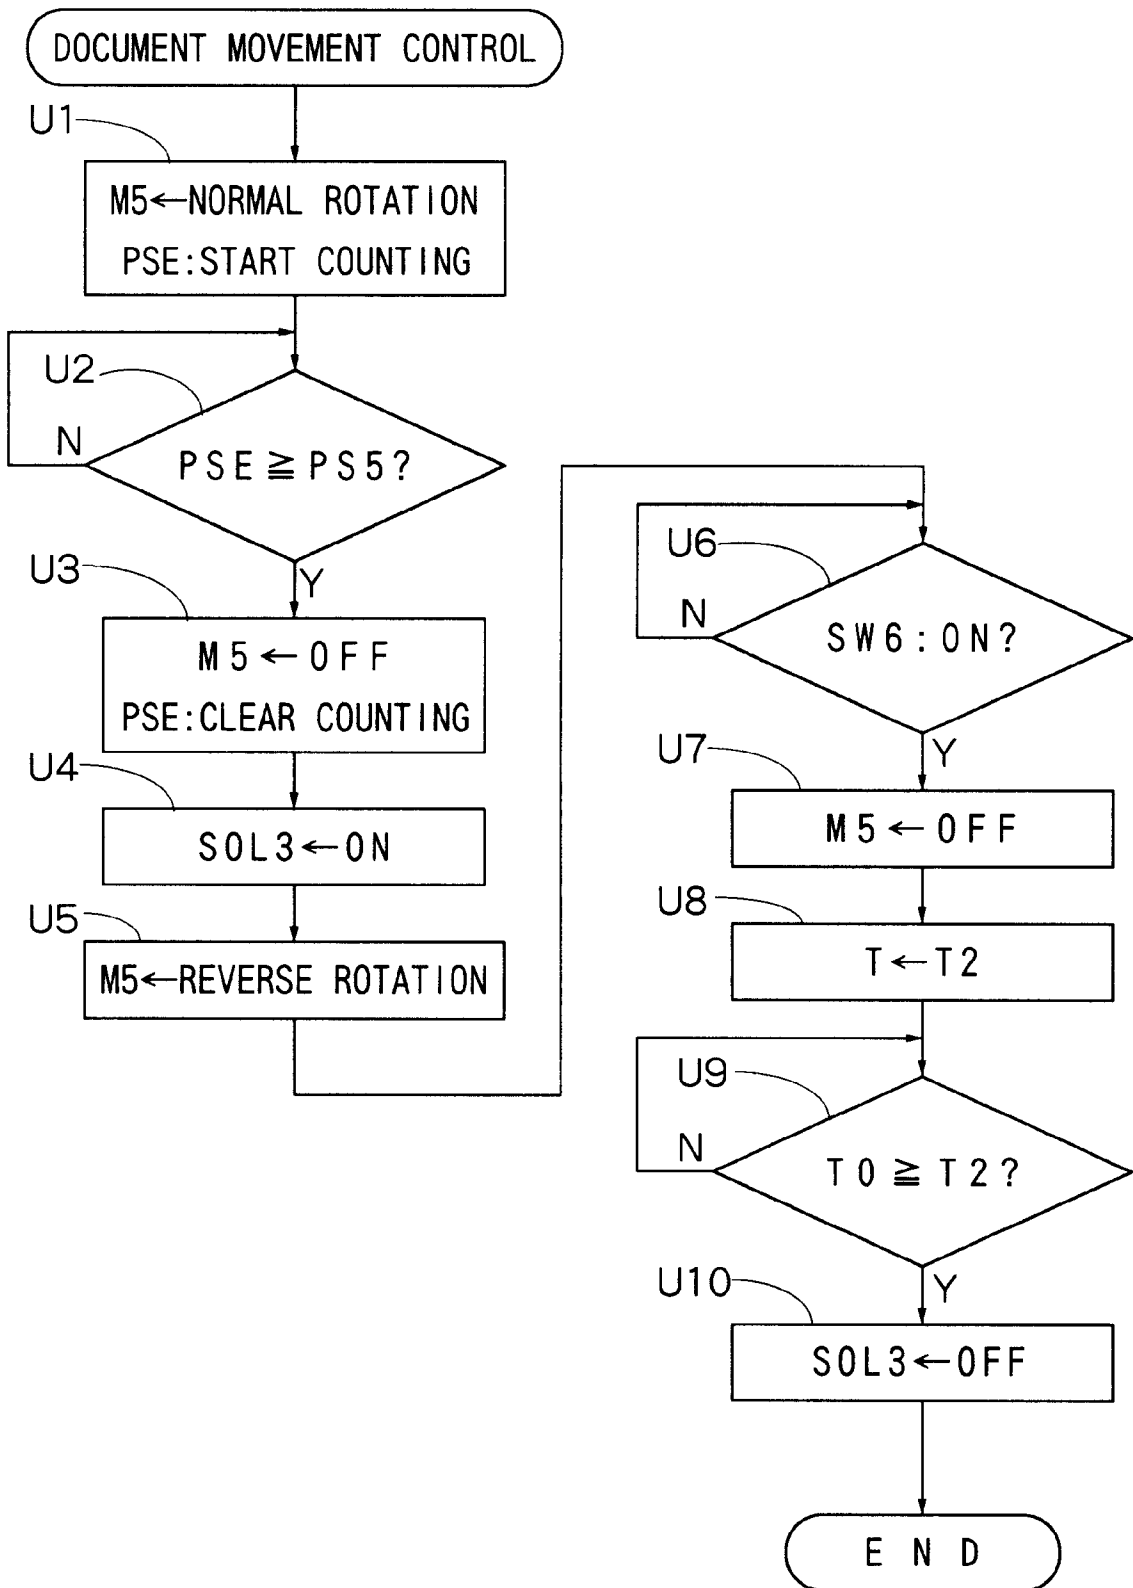 DOCUMENT MOVEMENT CONTROL
U1
M5←NORMAL ROTATION
PSE:START COUNTING
U2
N
PSE≧PS5?
Y
U3
M5←OFF
PSE:CLEAR COUNTING
U4
SOL3←ON
U5
M5←REVERSE ROTATION
U6
N
SW6:ON?
Y
U7
M5←OFF
U8
T←T2
U9
N
T0≧T2?
Y
U10
SOL3←OFF
END